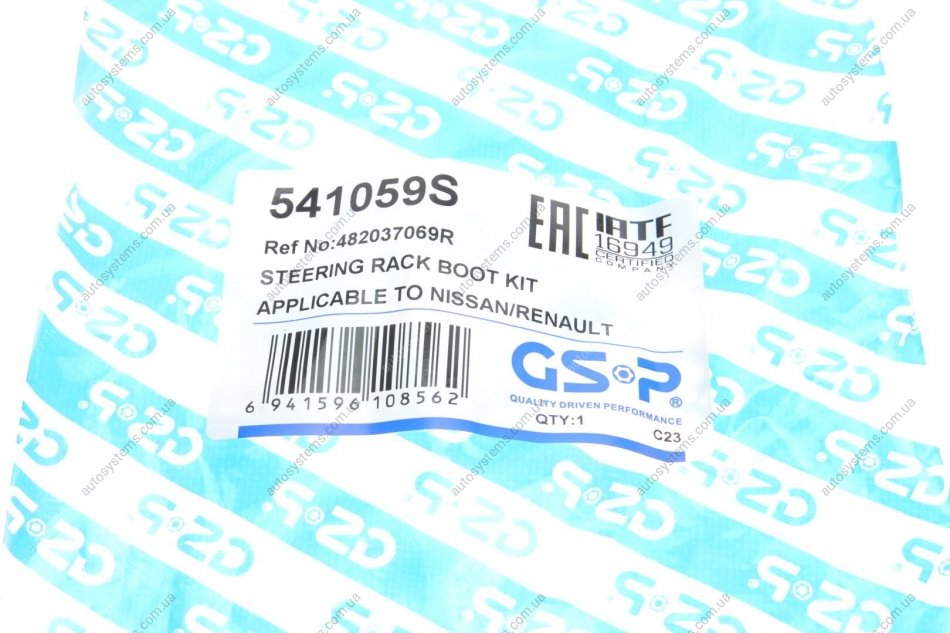 541059S
Ref No:482037069R
STEERING RACK BOOT KIT
APPLICABLE TO NISSAN/RENAULT
EAC
IATF
16949
CERTIFIED
COMPANY
6 941596 108562
GSP®
QUALITY DRIVEN PERFORMANCE
QTY:1
C23
autosystems.com.ua